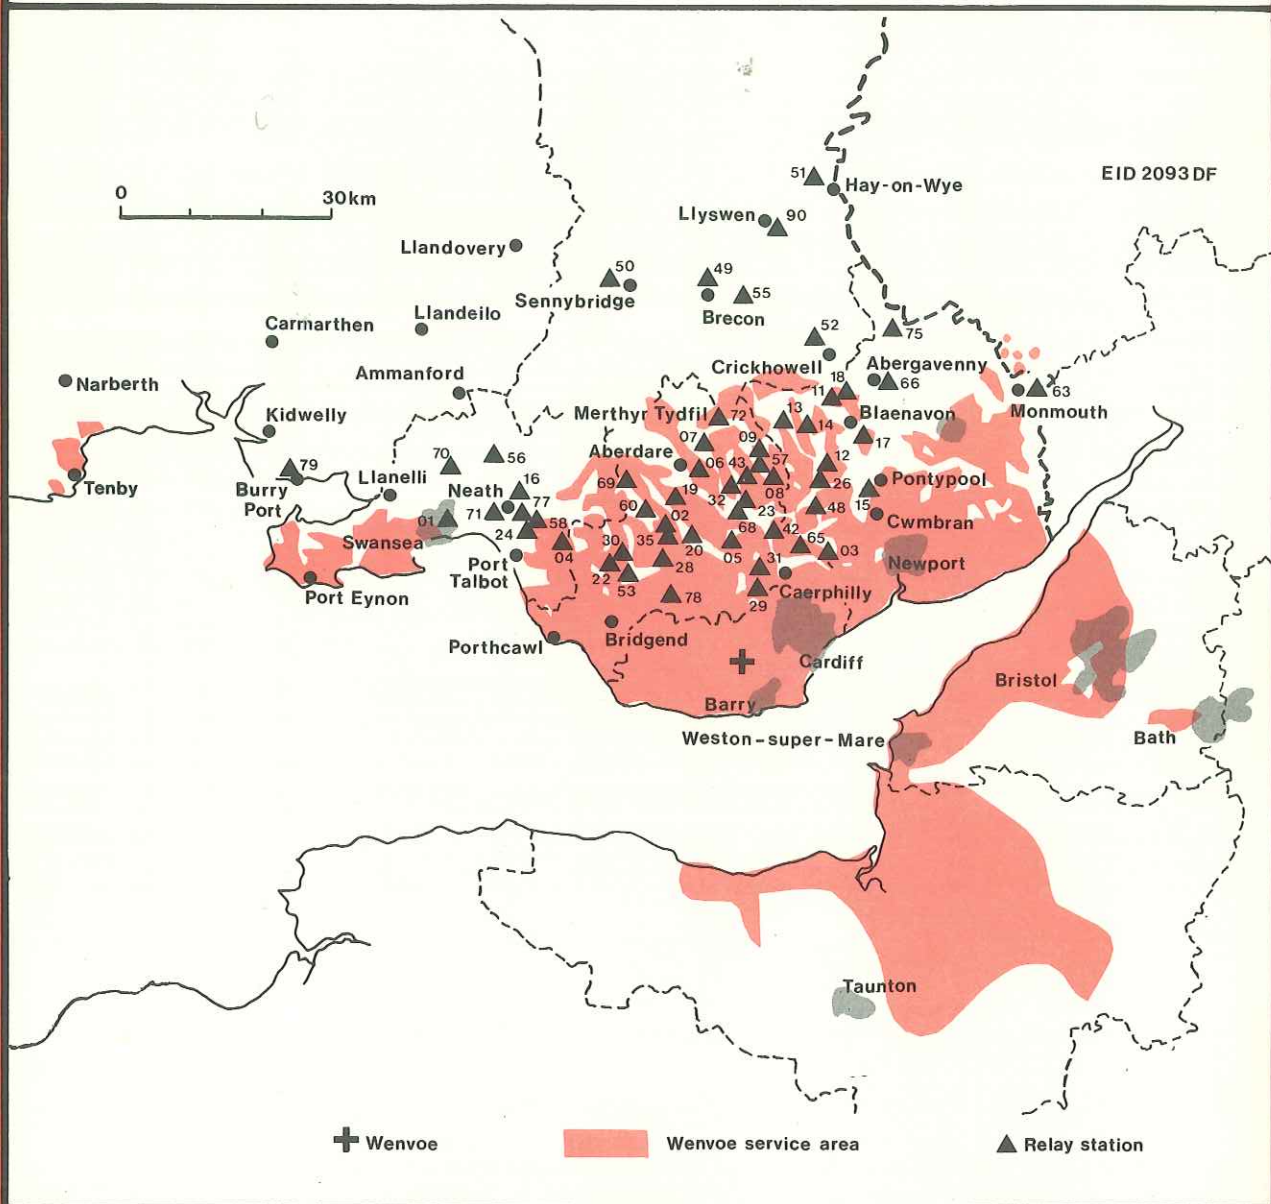 EID 2093 DF
0
30km
51
Hay-on-Wye
Llyswen
90
Llandovery
50
Sennybridge
49
55
Brecon
Llandeilo
Carmarthen
52
75
Crickhowell
Abergavenny
66
Ammanford
Narberth
18
11
63
Monmouth
Kidwelly
Merthyr Tydfil
72
13
14
Blaenavon
17
07
09
Aberdare
06
43
57
12
70
56
79
Llanelli
Burry
Port
Tenby
Neath
16
77
69
19
32
08
26
Pontypool
15
01
71
58
60
02
23
48
Cwmbran
Swansea
24
04
30
35
20
68
42
65
03
05
Newport
Port
Talbot
22
53
28
31
Caerphilly
Port Eynon
78
29
Porthcawl
Bridgend
Cardiff
Bristol
Barry
Weston-super-Mare
Bath
Taunton
Wenvoe
Wenvoe service area
Relay station